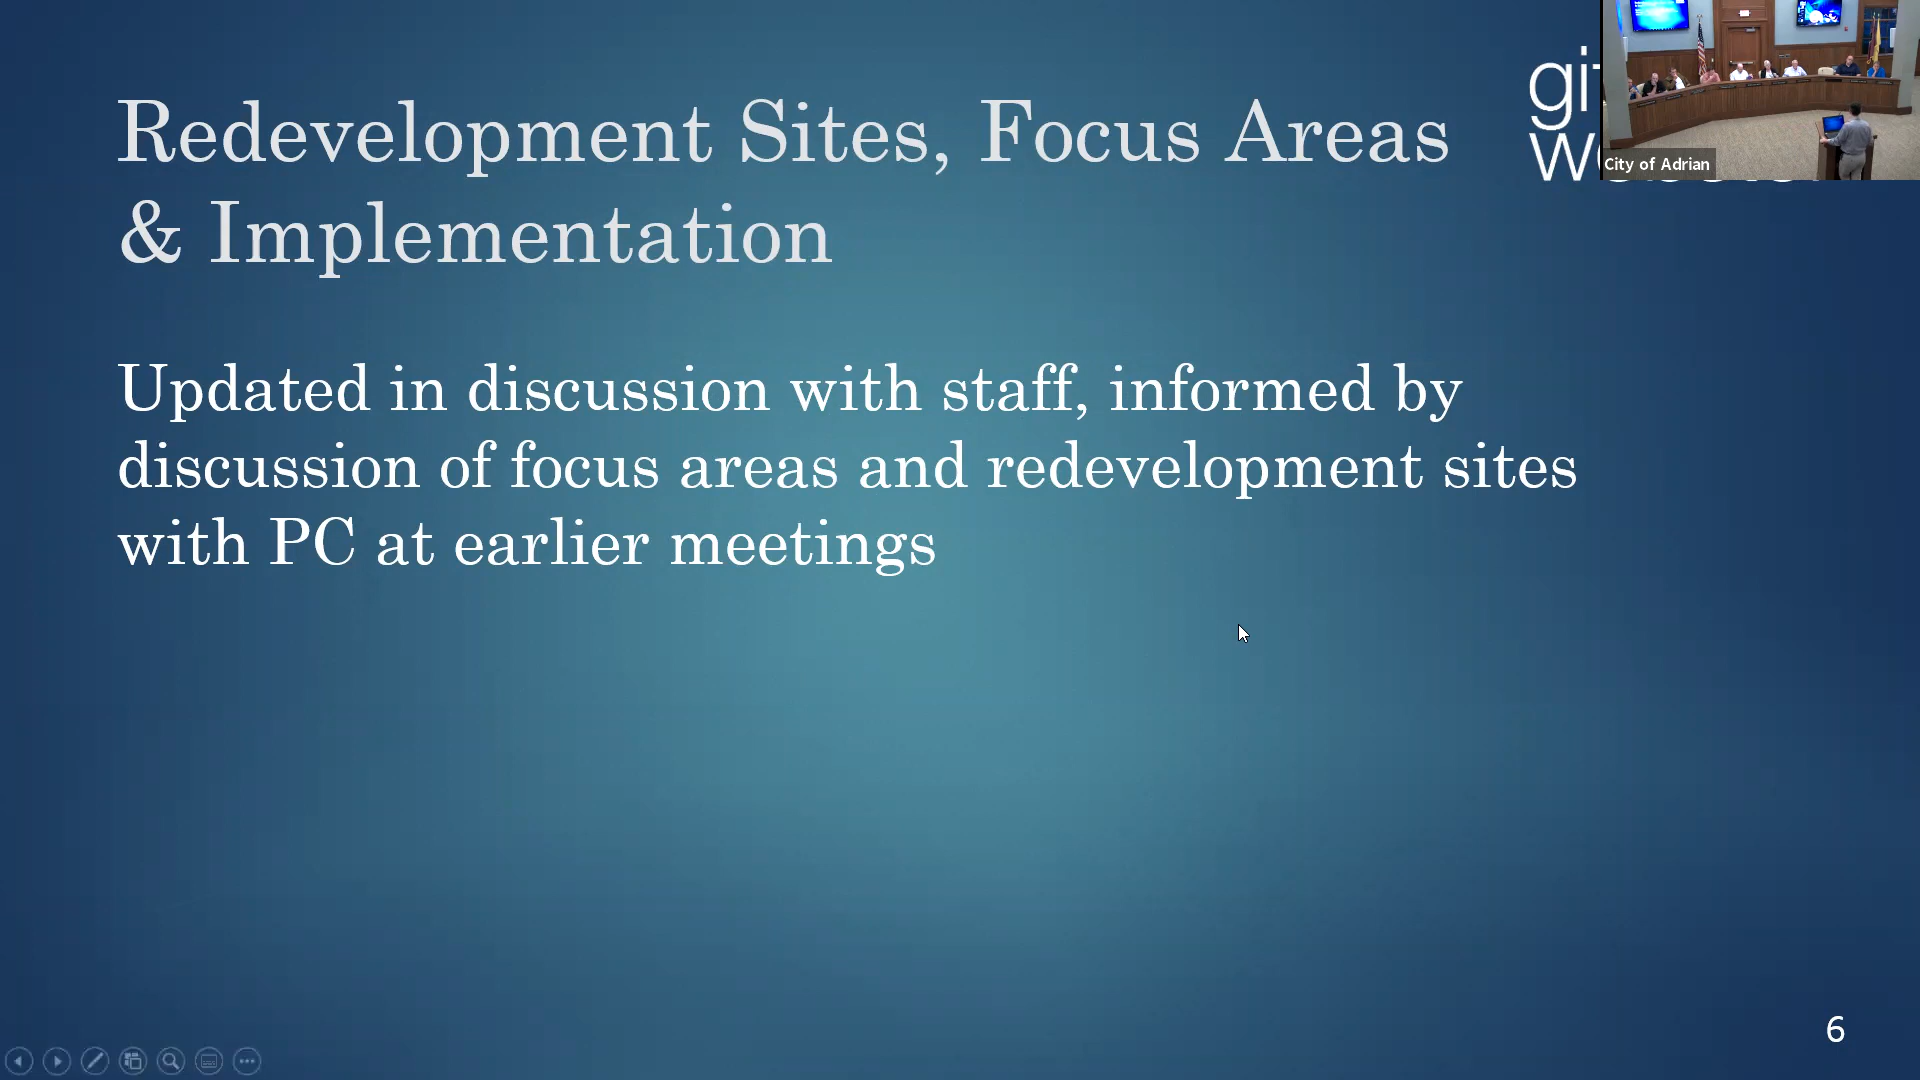 Redevelopment Sites, Focus Areas
& Implementation
Updated in discussion with staff, informed by
discussion of focus areas and redevelopment sites
with PC at earlier meetings
City of Adrian
6